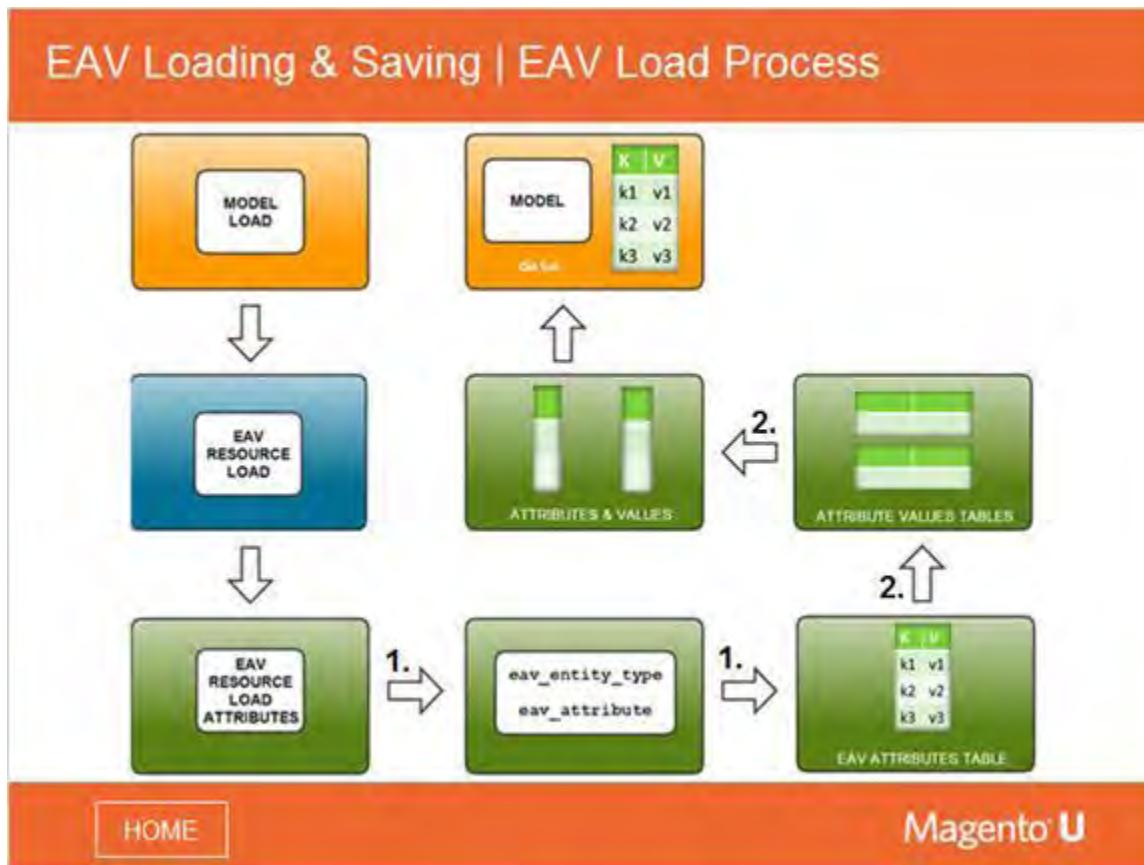 EAV Loading & Saving | EAV Load Process
MODEL
LOAD
MODEL
K V
k1 v1
k2 v2
k3 v3
EAV
RESOURCE
LOAD
ATTRIBUTES & VALUES
2.
ATTRIBUTE VALUES TABLES
2.
EAV
RESOURCE
LOAD
ATTRIBUTES
1.
eav_entity_type
eav_attribute
1.
K V
k1 v1
k2 v2
k3 v3
EAV ATTRIBUTES TABLE
HOME
Magento U